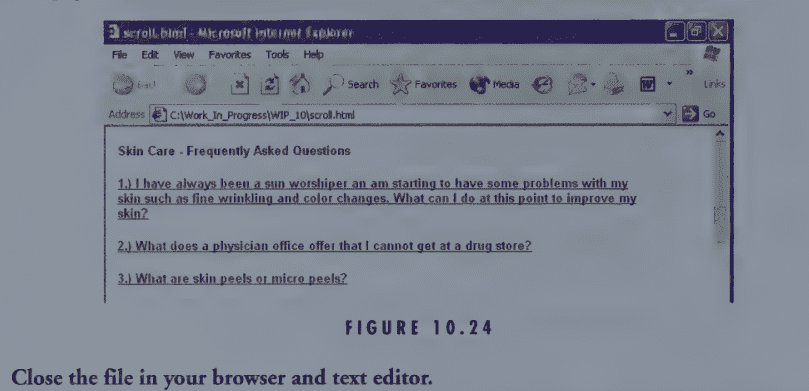 scroll.html - Microsoft Internet Explorer
File Edit View Favorites Tools Help
Back Search Favorites Media Links
Address C:\Work_In_Progress\WIP_10\scroll.html Go
Skin Care - Frequently Asked Questions
1.) I have always been a sun worshiper an am starting to have some problems with my
skin such as fine wrinkling and color changes. What can I do at this point to improve my
skin?
2.) What does a physician office offer that I cannot get at a drug store?
3.) What are skin peels or micro peels?
FIGURE 10.24
Close the file in your browser and text editor.